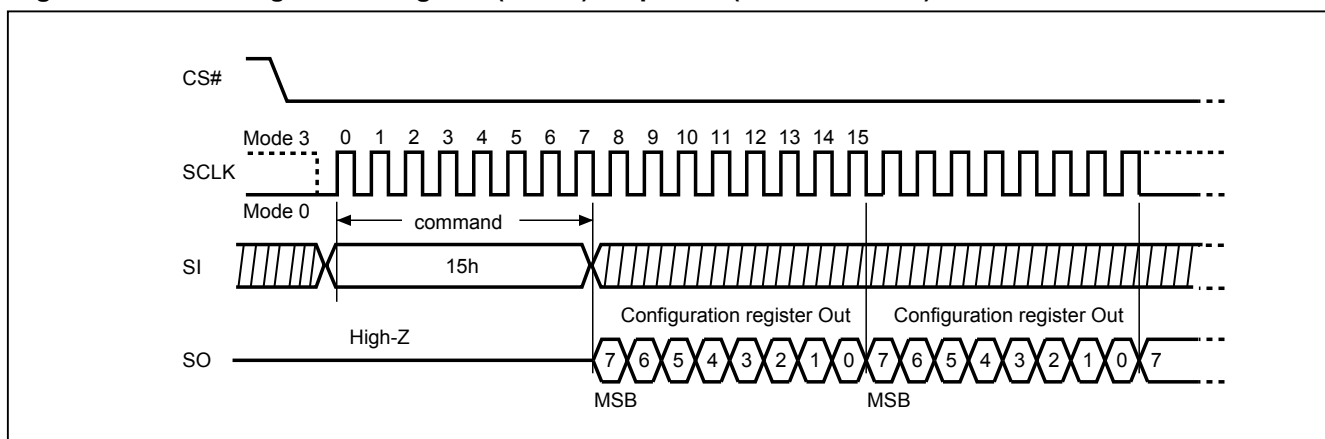 CS#
Mode 3 0 1 2 3 4 5 6 7 8 9 10 11 12 13 14 15
SCLK
Mode 0
command
SI
15h
Configuration register Out Configuration register Out
High-Z
SO
7 6 5 4 3 2 1 0 7 6 5 4 3 2 1 0 7
MSB MSB